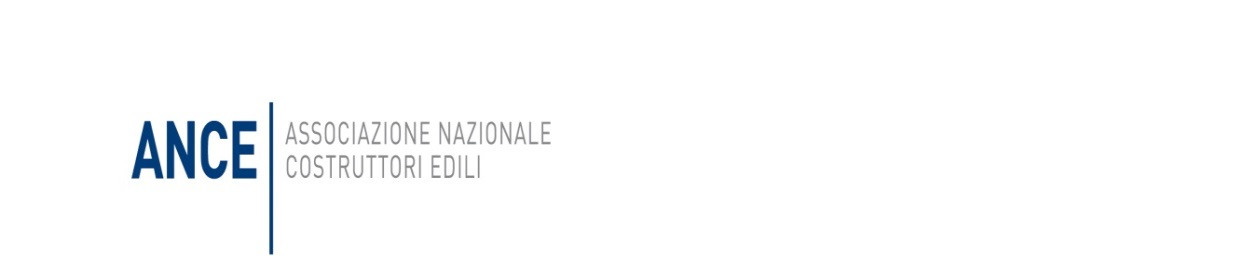 ANCE
ASSOCIAZIONE NAZIONALE
COSTRUTTORI EDILI